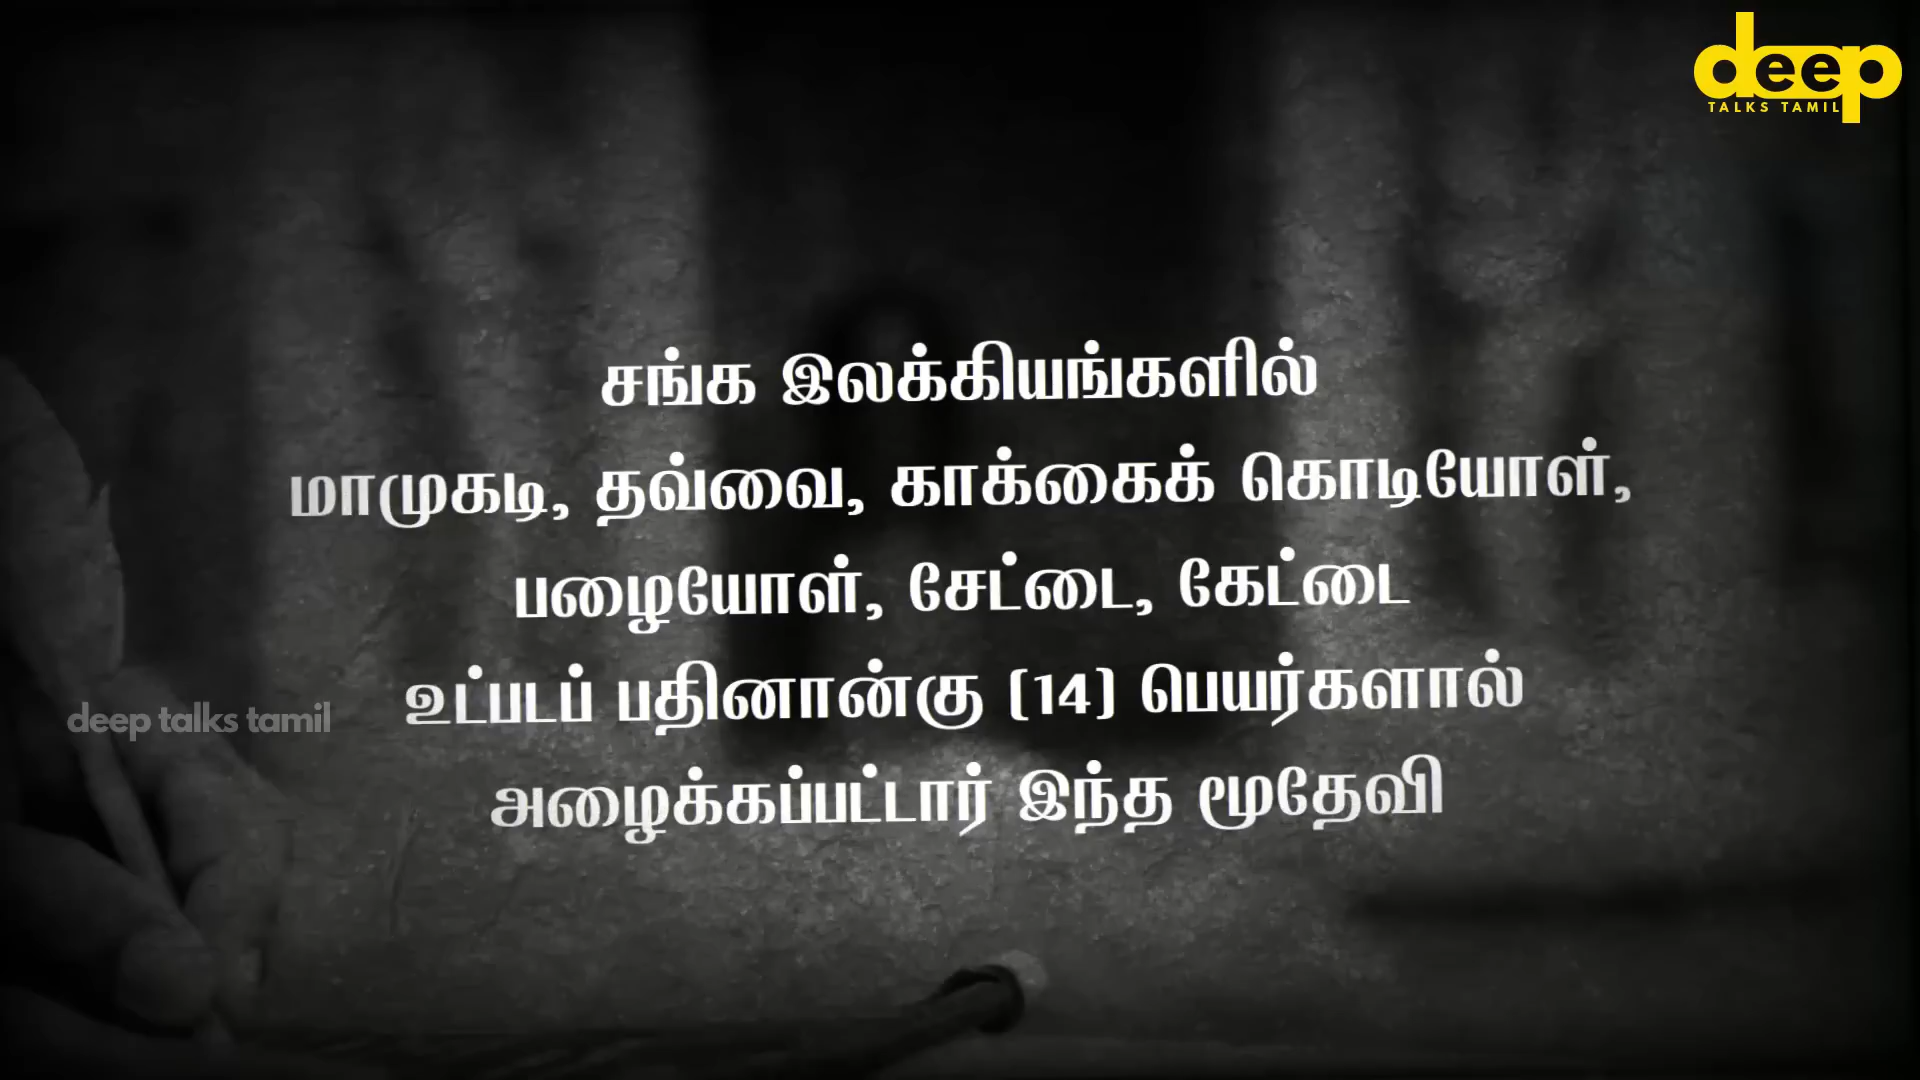 deep
TALKS TAMIL
சங்க இலக்கியங்களில்
மாமுகடி, தவ்வை, காக்கைக் கொடியோள்,
பழையோள், சேட்டை, கேட்டை
உட்படப் பதினான்கு (14) பெயர்களால்
அழைக்கப்பட்டார் இந்த மூதேவி
deep talks tamil